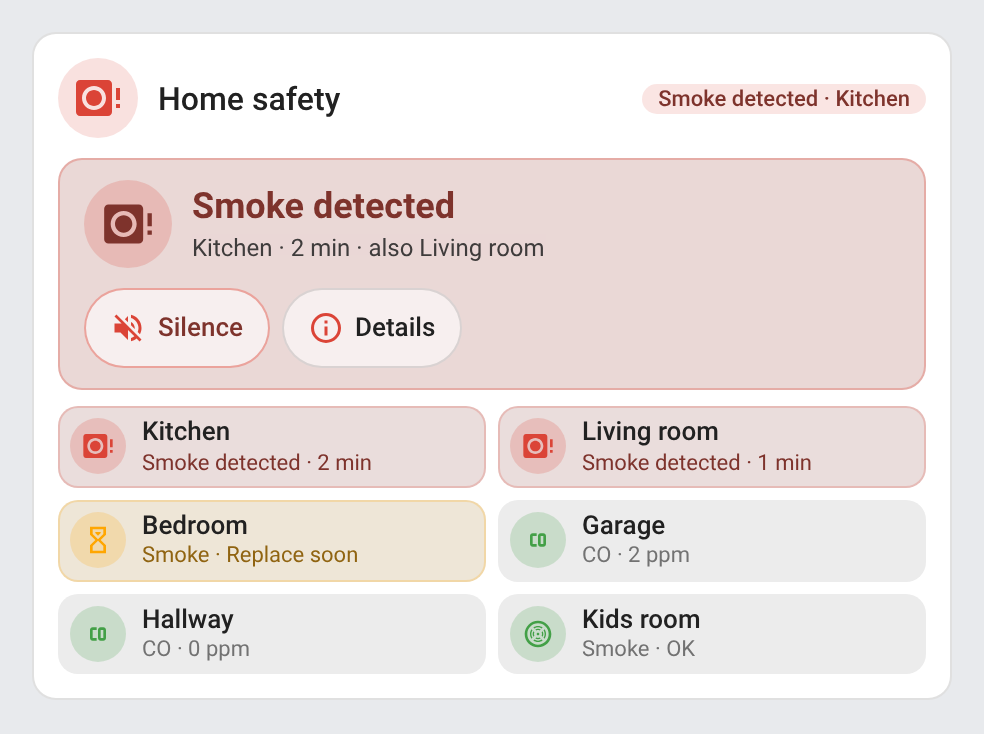 Home safety
Smoke detected · Kitchen
Smoke detected
Kitchen · 2 min · also Living room
Silence
Details
Kitchen
Smoke detected · 2 min
Living room
Smoke detected · 1 min
Bedroom
Smoke · Replace soon
CO
Garage
CO · 2 ppm
CO
Hallway
CO · 0 ppm
Kids room
Smoke · OK